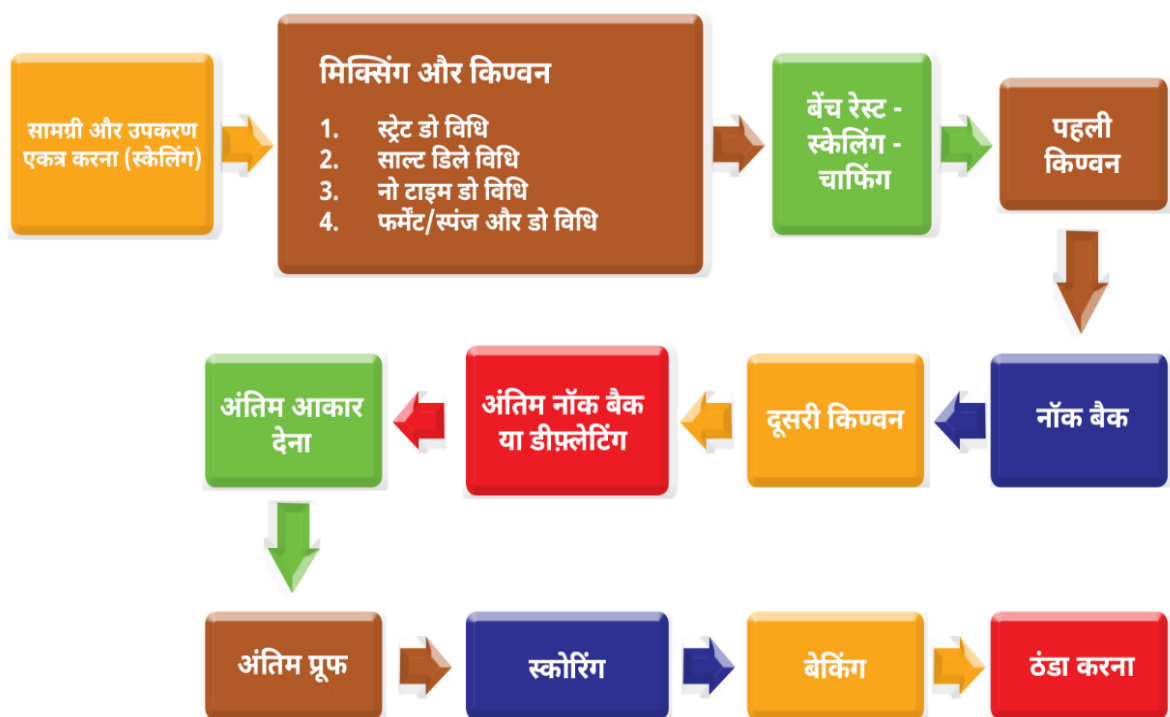 सामग्री और उपकरण
एकत्र करना (स्केलिंग)
मिक्सिंग और किण्वन
1. स्ट्रेट डो विधि
2. साल्ट डिले विधि
3. नो टाइम डो विधि
4. फर्मेंट/स्पंज और डो विधि
बेंच रेस्ट -
स्केलिंग -
चाफिंग
पहली
किण्वन
नॉक बैक
दूसरी किण्वन
अंतिम नॉक बैक
या डीफ़्लेटिंग
अंतिम आकार
देना
अंतिम प्रूफ
स्कोरिंग
बेकिंग
ठंडा करना